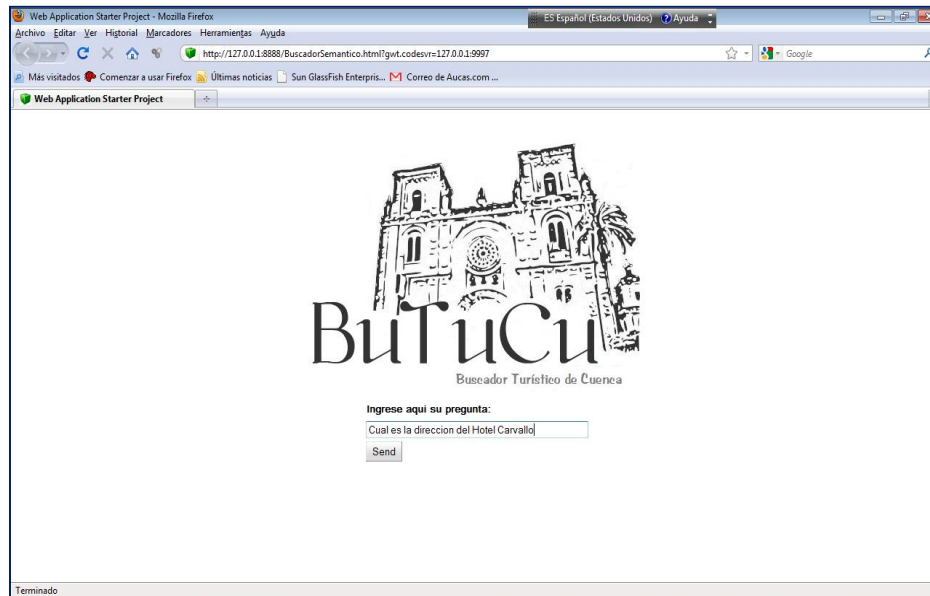 Web Application Starter Project - Mozilla Firefox
ES Español (Estados Unidos) Ayuda
Archivo Editar Ver Historial Marcadores Herramientas Ayuda
http://127.0.0.1:8888/BuscadorSemantico.html?gwt.codesvr=127.0.0.1:9997
Google
Más visitados Comenzar a usar Firefox Últimas noticias Sun GlassFish Enterpris... Correo de Aucas.com ...
Web Application Starter Project
BuTuCu
Buscador Turístico de Cuenca
Ingrese aqui su pregunta:
Cual es la direccion del Hotel Carvallo
Send
Terminado